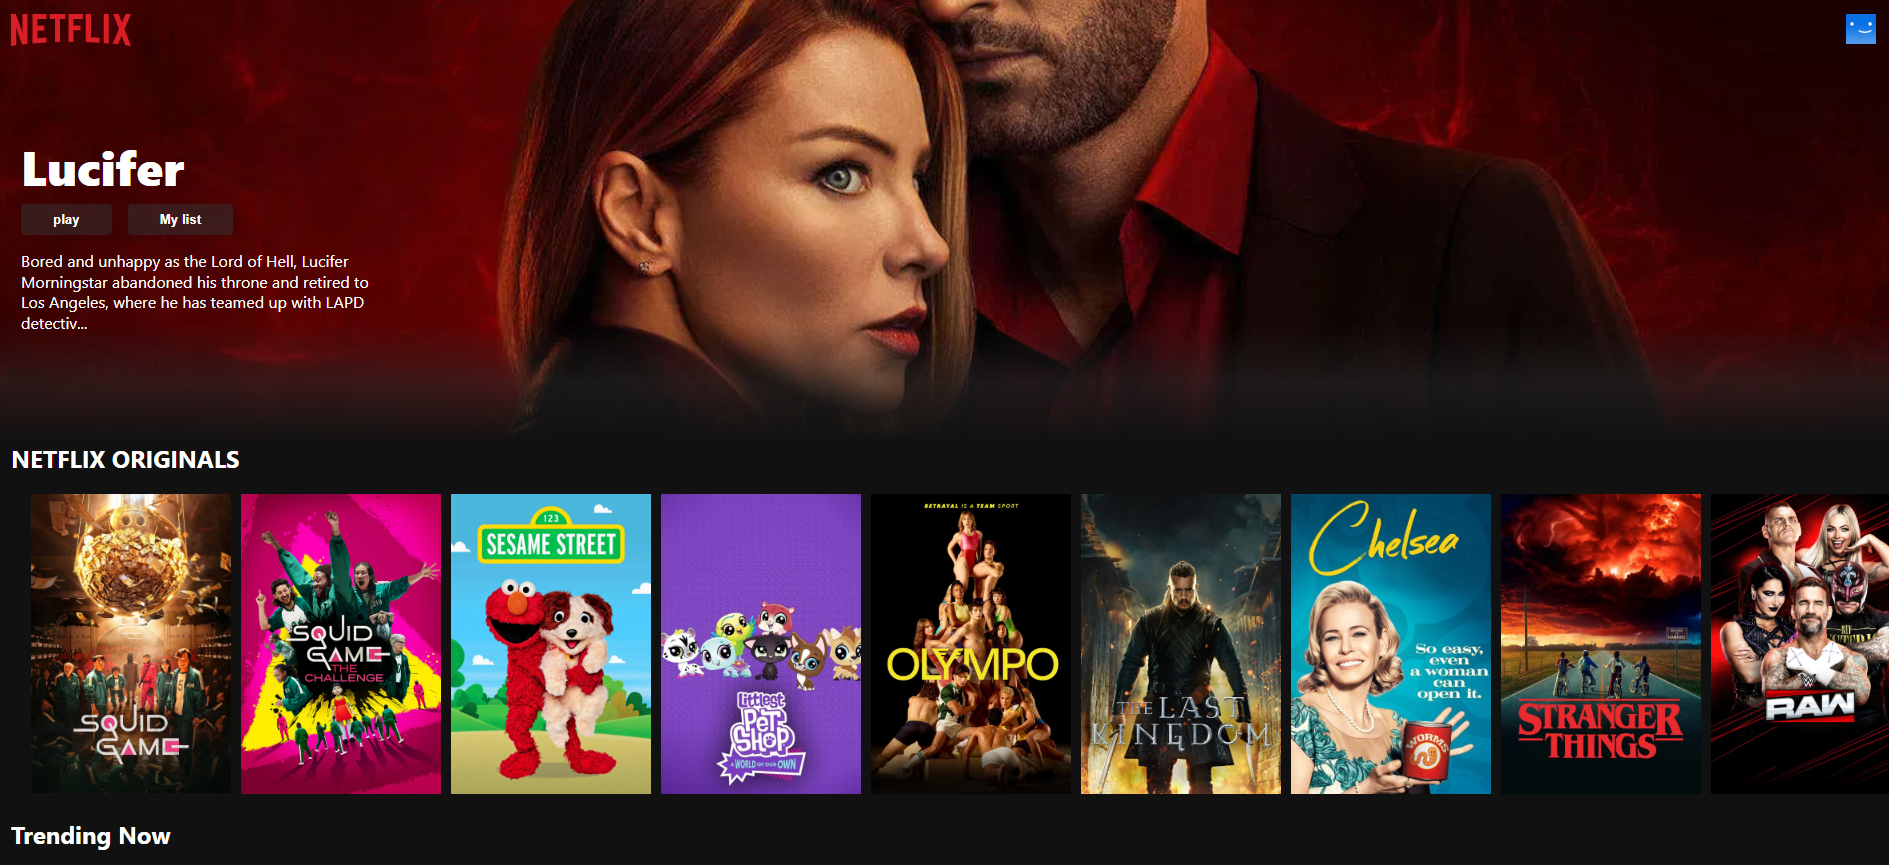 NETFLIX
Lucifer
play
My list
Bored and unhappy as the Lord of Hell, Lucifer
Morningstar abandoned his throne and retired to
Los Angeles, where he has teamed up with LAPD
detectiv...
NETFLIX ORIGINALS
SQUID
GAME
SQUID
GAME
THE
CHALLENGE
123
SESAME STREET
Littlest
PET
SHOP
A WORLD OF OUR OWN
BETRAYAL IS A TEAM SPORT
OLYMPO
THE LAST
KINGDOM
Chelsea
So easy,
even
a woman
can
open it.
WORMS
STRANGER
THINGS
W
RAW
Trending Now